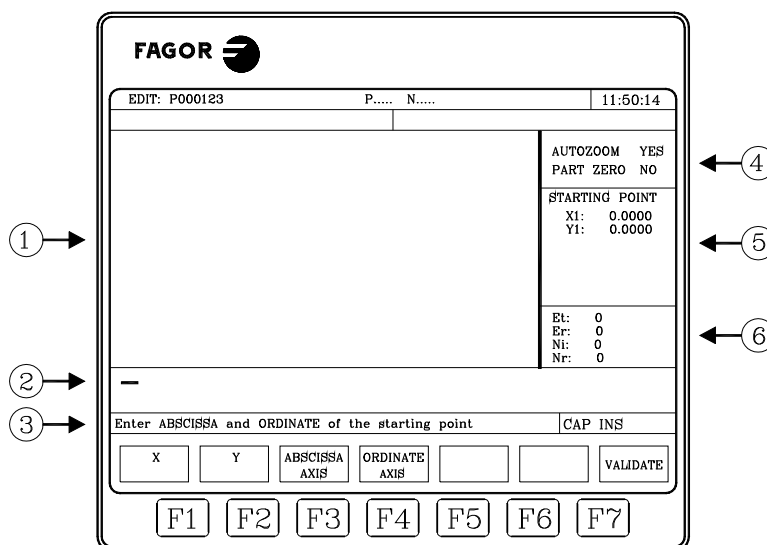 FAGOR
EDIT: P000123 P..... N..... 11:50:14
AUTOZOOM YES
PART ZERO NO
STARTING POINT
X1: 0.0000
Y1: 0.0000
Et: 0
Er: 0
Ni: 0
Nr: 0
Enter ABSCISSA and ORDINATE of the starting point CAP INS
X Y ABSCISSA AXIS ORDINATE AXIS VALIDATE
F1 F2 F3 F4 F5 F6 F7
1
2
3
4
5
6